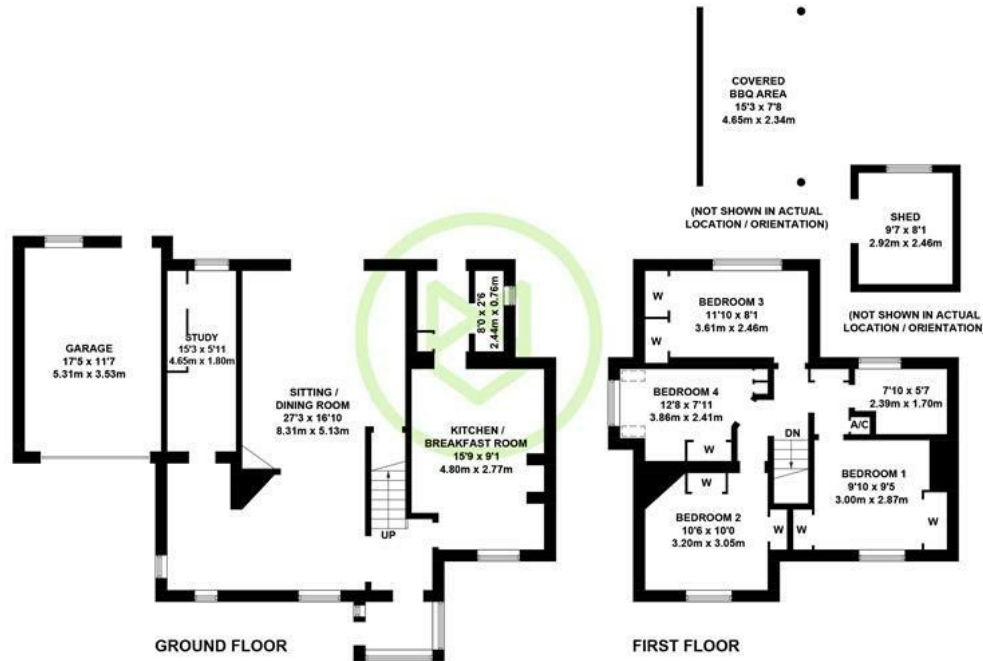 COVERED
BBQ AREA
15'3 x 7'8
4.65m x 2.34m
(NOT SHOWN IN ACTUAL
LOCATION / ORIENTATION)
SHED
9'7 x 8'1
2.92m x 2.46m
(NOT SHOWN IN ACTUAL
LOCATION / ORIENTATION
GARAGE
17'5 x 11'7
5.31m x 3.53m
STUDY
15'3 x 5'11
4.65m x 1.80m
SITTING /
DINING ROOM
27'3 x 16'10
8.31m x 5.13m
8'0 x 2'6
2.44m x 0.76m
KITCHEN /
BREAKFAST ROOM
15'9 x 9'1
4.80m x 2.77m
UP
GROUND FLOOR
W
W
BEDROOM 3
11'10 x 8'1
3.61m x 2.46m
BEDROOM 4
12'8 x 7'11
3.86m x 2.41m
W
7'10 x 5'7
2.39m x 1.70m
A/C
DN
BEDROOM 1
9'10 x 9'5
3.00m x 2.87m
W
W
W
BEDROOM 2
10'6 x 10'0
3.20m x 3.05m
W
FIRST FLOOR